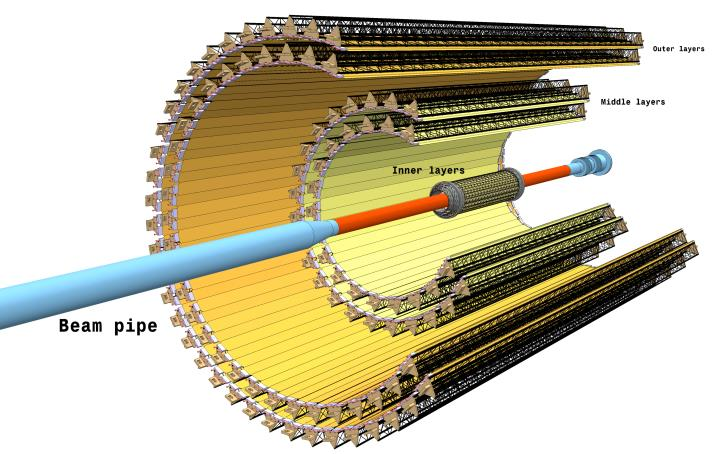 Outer layers
Middle layers
Inner layers
Beam pipe